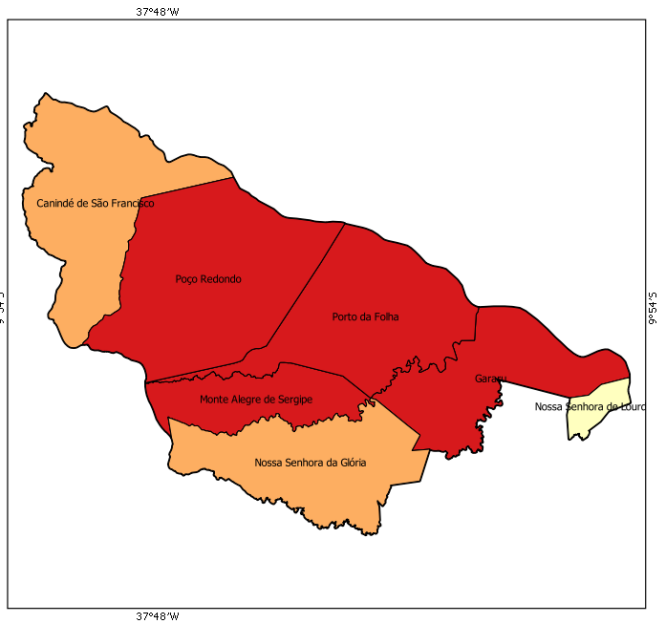 37°48'W
Canindé de São Francisco
Poço Redondo
9°54'S
Porto da Folha
Garau
Monte Alegre de Sergipe
Nossa Senhora de Lourd
Nossa Senhora da Glória
37°48'W